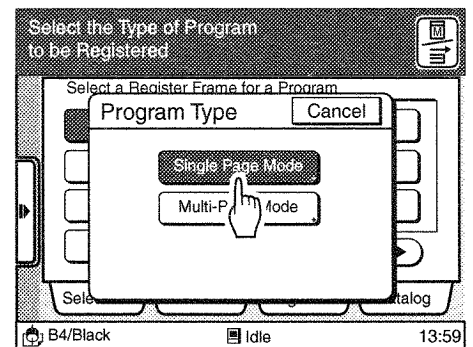 Select the Type of Program
to be Registered
M
Select a Register Frame for a Program
Program Type
Cancel
Single Page Mode
Multi-P Mode
Sele
talog
B4/Black
Idle
13:59